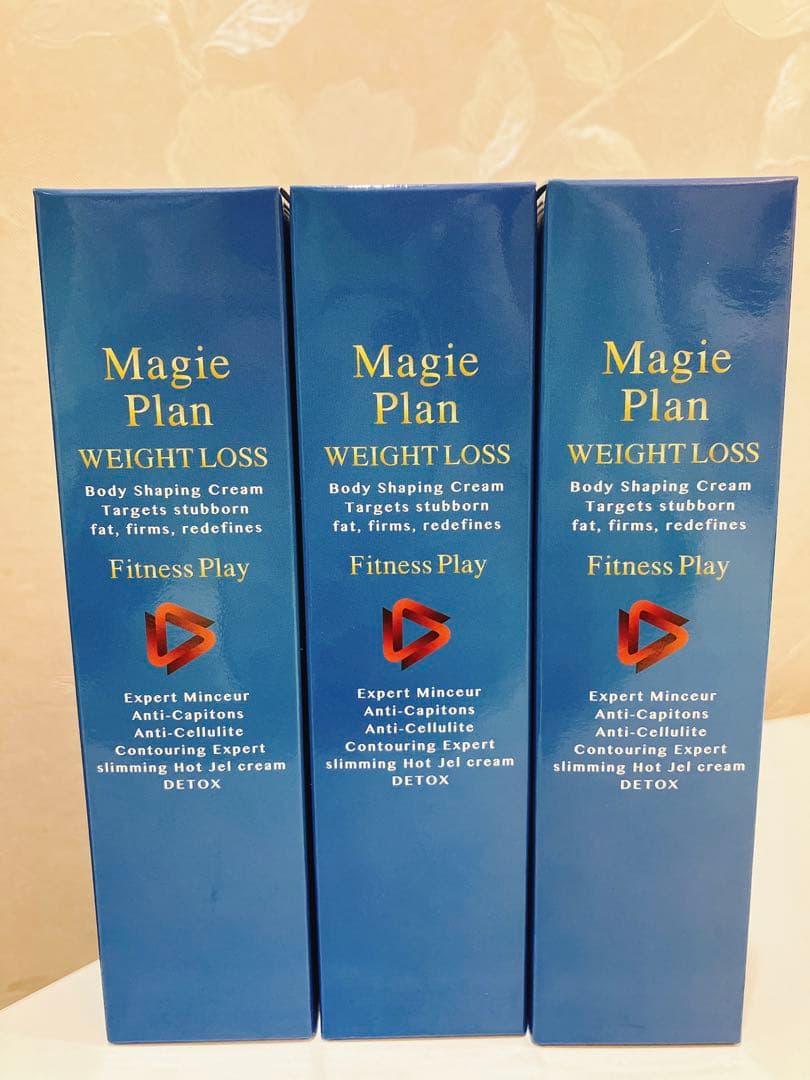 Magie
Plan
WEIGHT LOSS
Body Shaping Cream
Targets stubborn
fat, firms, redefines
Fitness Play
Expert Minceur
Anti-Capitons
Anti-Cellulite
Contouring Expert
slimming Hot Jel cream
DETOX
Magie
Plan
WEIGHT LOSS
Body Shaping Cream
Targets stubborn
fat, firms, redefines
Fitness Play
Expert Minceur
Anti-Capitons
Anti-Cellulite
Contouring Expert
slimming Hot Jel cream
DETOX
Magie
Plan
WEIGHT LOSS
Body Shaping Cream
Targets stubborn
fat, firms, redefines
Fitness Play
Expert Minceur
Anti-Capitons
Anti-Cellulite
Contouring Expert
slimming Hot Jel cream
DETOX